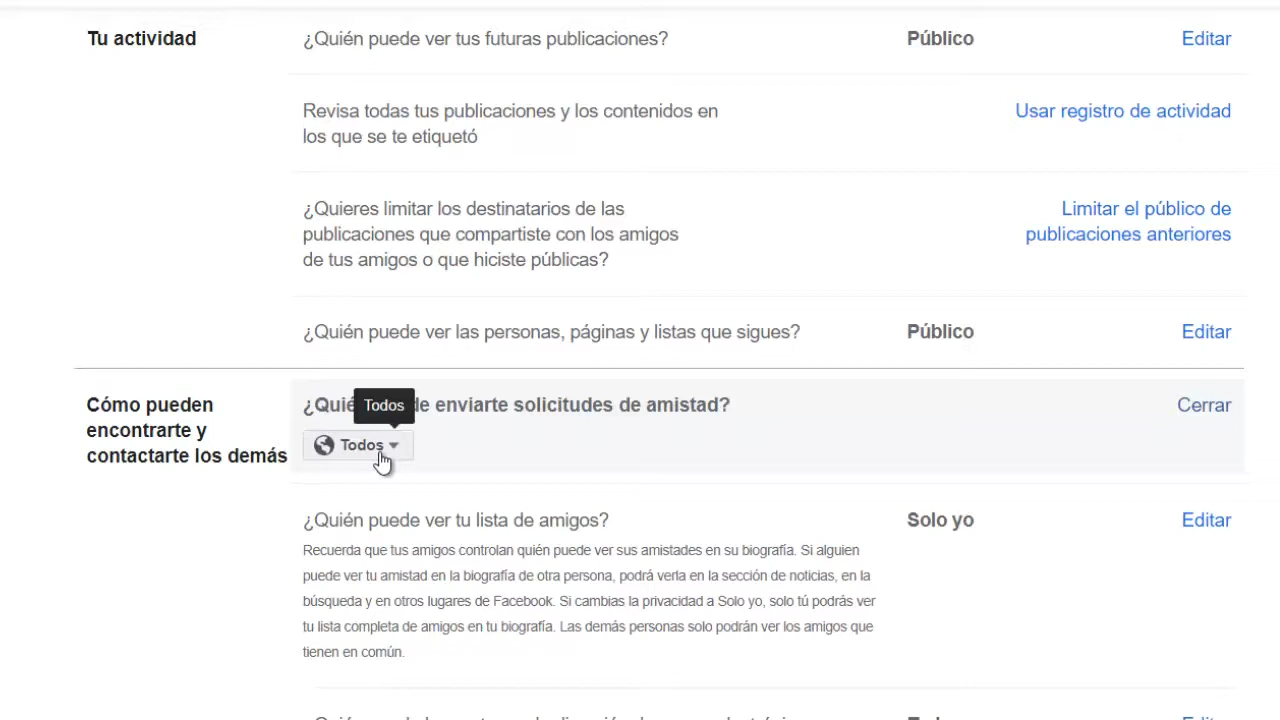 Tu actividad
¿Quién puede ver tus futuras publicaciones?
Público
Editar
Revisa todas tus publicaciones y los contenidos en
los que se te etiquetó
Usar registro de actividad
¿Quieres limitar los destinatarios de las
publicaciones que compartiste con los amigos
de tus amigos o que hiciste públicas?
Limitar el público de
publicaciones anteriores
¿Quién puede ver las personas, páginas y listas que sigues?
Público
Editar
Cómo pueden
encontrarte y
contactarte los demás
enviarte solicitudes de amistad?
Todos
Cerrar
Todos
¿Quién puede ver tu lista de amigos?
Solo yo
Editar
Recuerda que tus amigos controlan quién puede ver sus amistades en su biografía. Si alguien
puede ver tu amistad en la biografía de otra persona, podrá verla en la sección de noticias, en la
búsqueda y en otros lugares de Facebook. Si cambias la privacidad a Solo yo, solo tú podrás ver
tu lista completa de amigos en tu biografía. Las demás personas solo podrán ver los amigos que
tienen en común.